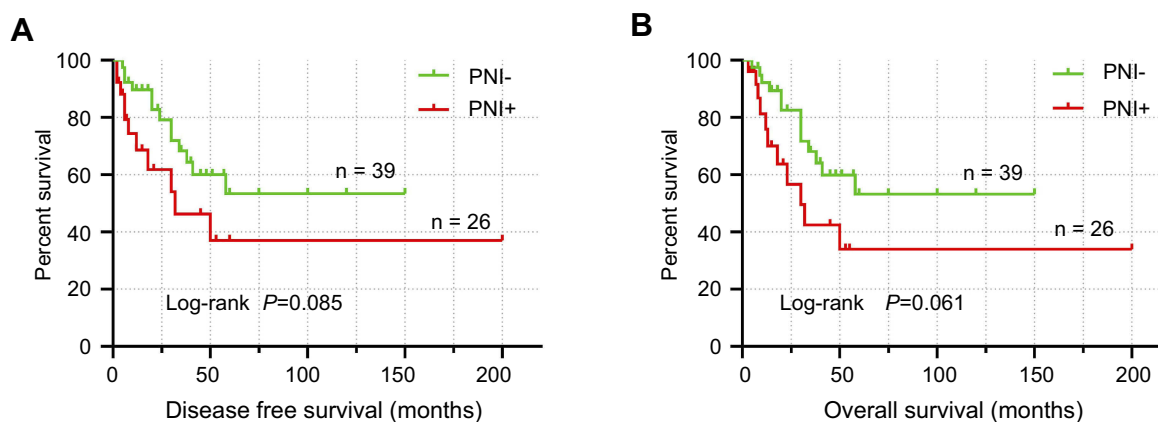 A
Percent survival
100
80
60
40
20
0
PNI-
PNI+
n = 39
n = 26
Log-rank P=0.085
0 50 100 150 200
Disease free survival (months)
B
Percent survival
100
80
60
40
20
0
PNI-
PNI+
n = 39
n = 26
Log-rank P=0.061
0 50 100 150 200
Overall survival (months)